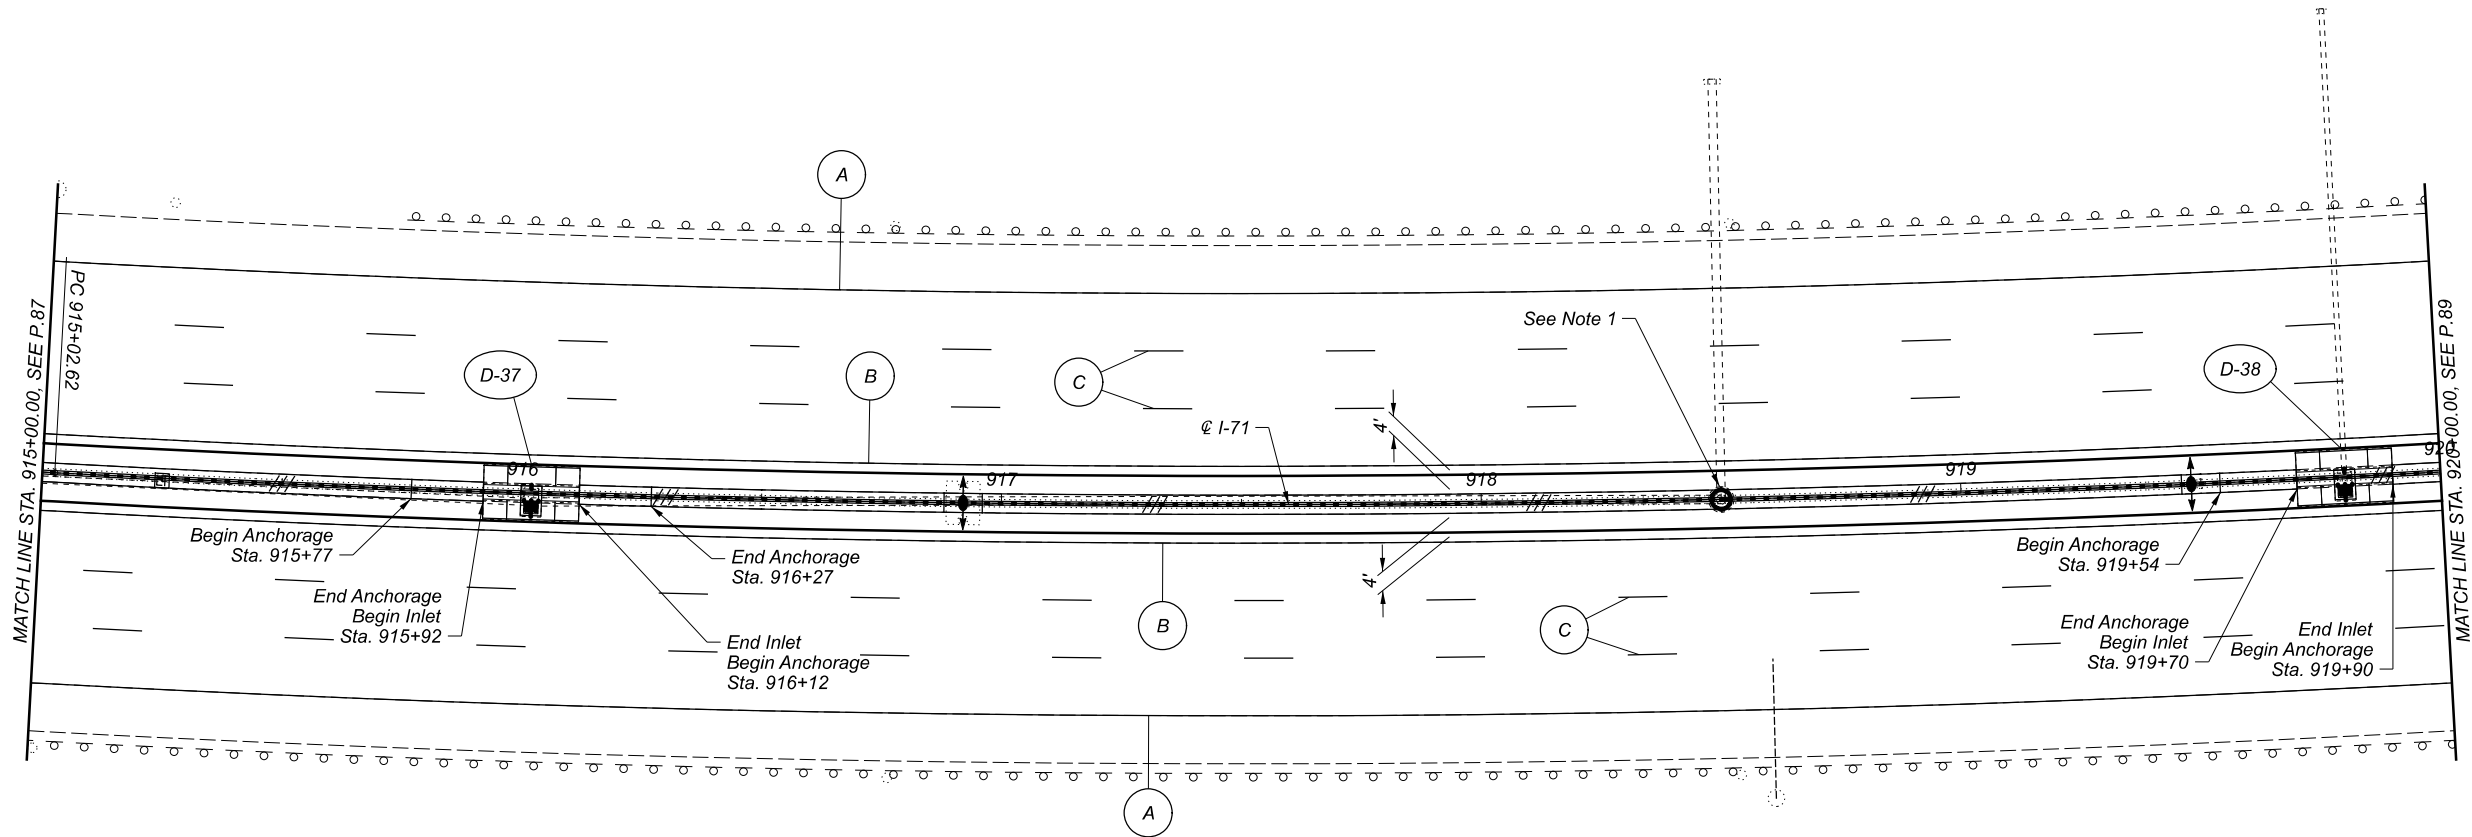 A
MATCH LINE STA. 915+00.00, SEE P.87
PC 915+02.62
D-37
B
C
See Note 1
D-38
MATCH LINE STA. 920+00.00, SEE P.89
4'
℄ I-71
916
917
918
919
920
Begin Anchorage
Sta. 915+77
End Anchorage
Begin Inlet
Sta. 915+92
End Inlet
Begin Anchorage
Sta. 916+12
End Anchorage
Sta. 916+27
4'
B
C
Begin Anchorage
Sta. 919+54
End Anchorage
Begin Inlet
Sta. 919+70
End Inlet
Begin Anchorage
Sta. 919+90
A